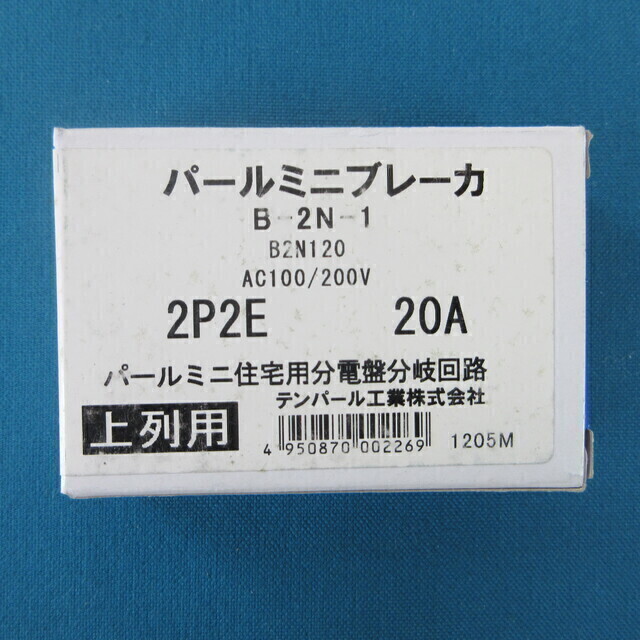 パールミニブレーカ
B-2N-1
B2N120
AC100/200V
2P2E 20A
パールミニ住宅用分電盤分岐回路
テンパール工業株式会社
上列用
4 950870 002269 1205M